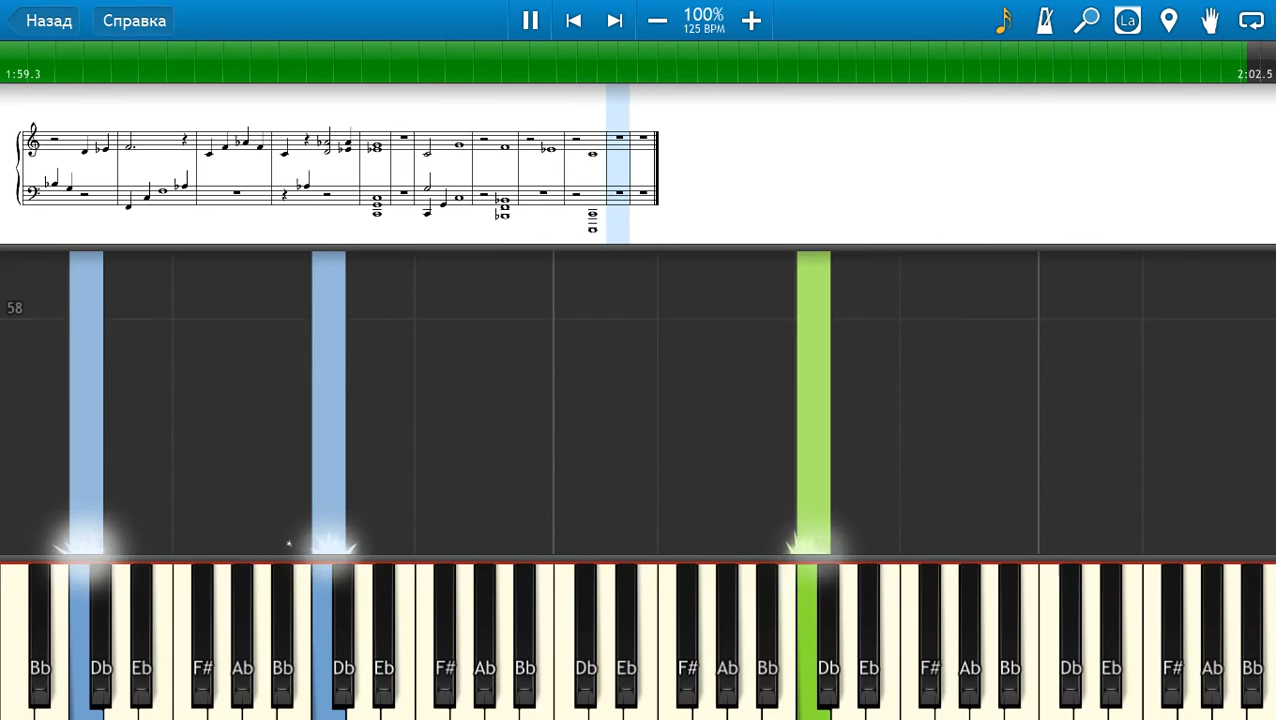 Назад Справка 100% La
125 BPM
1:59.3 2:02.5
58
Bb Db Eb F# Ab Bb Db Eb F# Ab Bb Db Eb F# Ab Bb Db Eb F# Ab Bb Db Eb F# Ab Bb